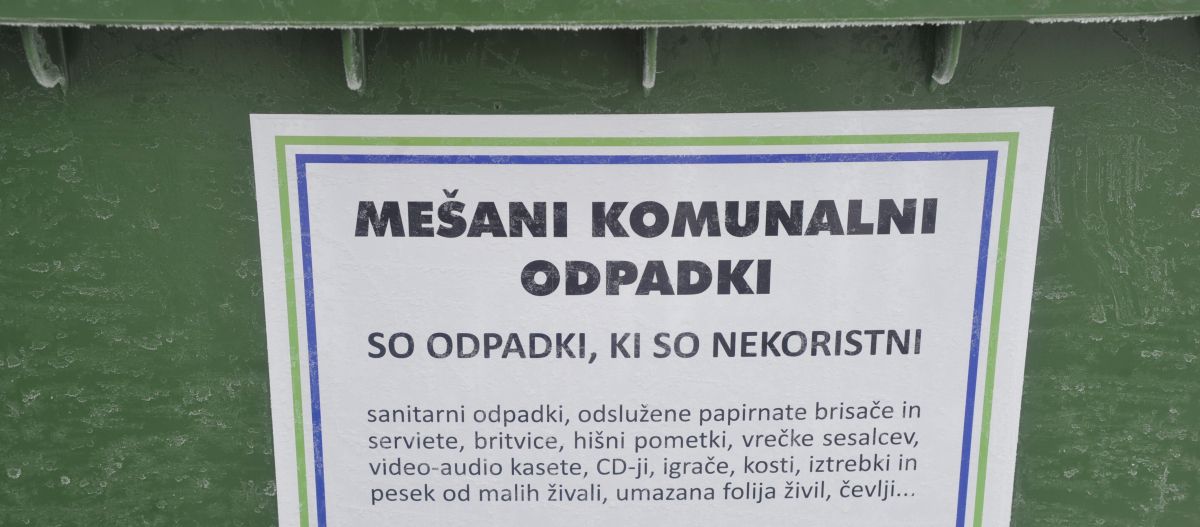 MEŠANI KOMUNALNI
ODPADKI
SO ODPADKI, KI SO NEKORISTNI
sanitarni odpadki, odslužene papirnate brisače in
serviete, britvice, hišni pometki, vrečke sesalcev,
video-audio kasete, CD-ji, igrače, kosti, iztrebki in
pesek od malih živali, umazana folija živil, čevlji...